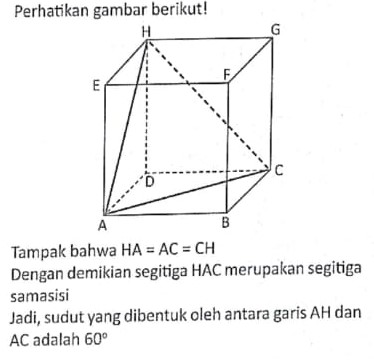 Perhatikan gambar berikut!
H
G
E
F
D
C
A
B
Tampak bahwa HA = AC = CH
Dengan demikian segitiga HAC merupakan segitiga
samasisi
Jadi, sudut yang dibentuk oleh antara garis AH dan
AC adalah 60°